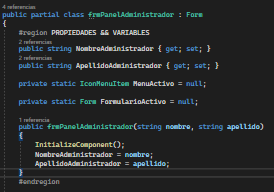 4 referencias
public partial class frmPanelAdministrador : Form
{
#region PROPIEDADES && VARIABLES
2 referencias
public string NombreAdministrador { get; set; }
2 referencias
public string ApellidoAdministrador { get; set; }
private static IconMenuItem MenuActivo = null;
private static Form FormularioActivo = null;
1 referencia
public frmPanelAdministrador(string nombre, string apellido)
{
InitializeComponent();
NombreAdministrador = nombre;
ApellidoAdministrador = apellido;
}
#endregion